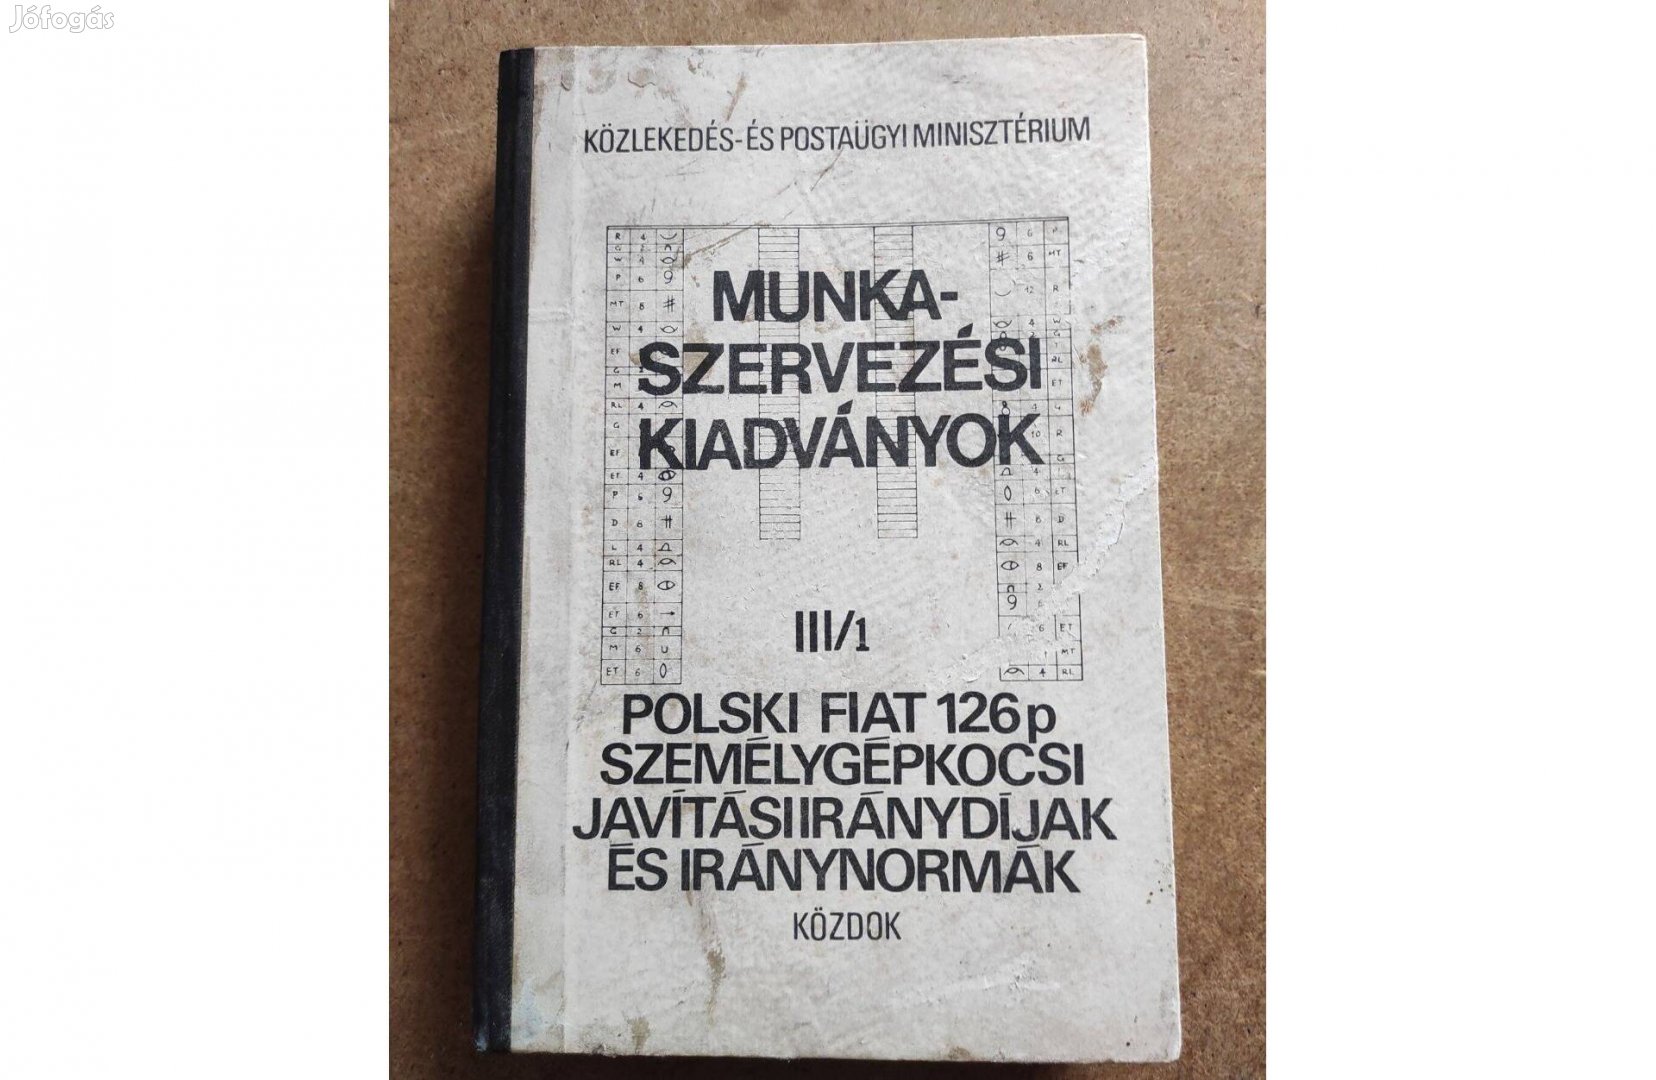 Jófogás
KÖZLEKEDÉS-ÉS POSTAÜGYI MINISZTÉRIUM
MUNKA-
SZERVEZÉSI
KIADVÁNYOK
III/1
POLSKI FIAT 126p
SZEMÉLYGÉPKOCSI
JAVÍTÁSI IRÁNYDÍJAK
ÉS IRÁNYNORMÁK
KÖZDOK